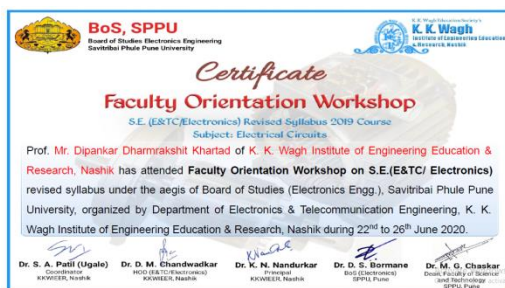 BoS, SPPU
Board of Studies Electronics Engineering
Savitribai Phule Pune University
K. K. Wagh Education Society's
K. K. Wagh
Institute of Engineering Education
& Research, Nashik
Certificate
Faculty Orientation Workshop
S.E. (E&TC/Electronics) Revised Syllabus 2019 Course
Subject: Electrical Circuits
Prof. Mr. Dipankar Dharmrakshit Khartad of K. K. Wagh Institute of Engineering Education &
Research, Nashik has attended Faculty Orientation Workshop on S.E.(E&TC/ Electronics)
revised syllabus under the aegis of Board of Studies (Electronics Engg.), Savitribai Phule Pune
University, organized by Department of Electronics & Telecommunication Engineering, K. K.
Wagh Institute of Engineering Education & Research, Nashik during 22nd to 26th June 2020.
Dr. S. A. Patil (Ugale)
Coordinator
KKWIEER, Nashik
Dr. D. M. Chandwadkar
HOD (E&TC/Electronics)
KKWIEER, Nashik
Dr. K. N. Nandurkar
Principal
KKWIEER, Nashik
Dr. D. S. Bormane
BoS (Electronics)
SPPU, Pune
Dr. M. G. Chaskar
Dean, Faculty of Science
and Technology
SPPU, Pune